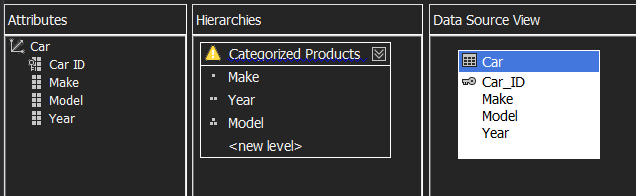 Attributes
Car
Car ID
Make
Model
Year
Hierarchies
Categorized Products
Make
Year
Model
<new level>
Data Source View
Car
Car_ID
Make
Model
Year